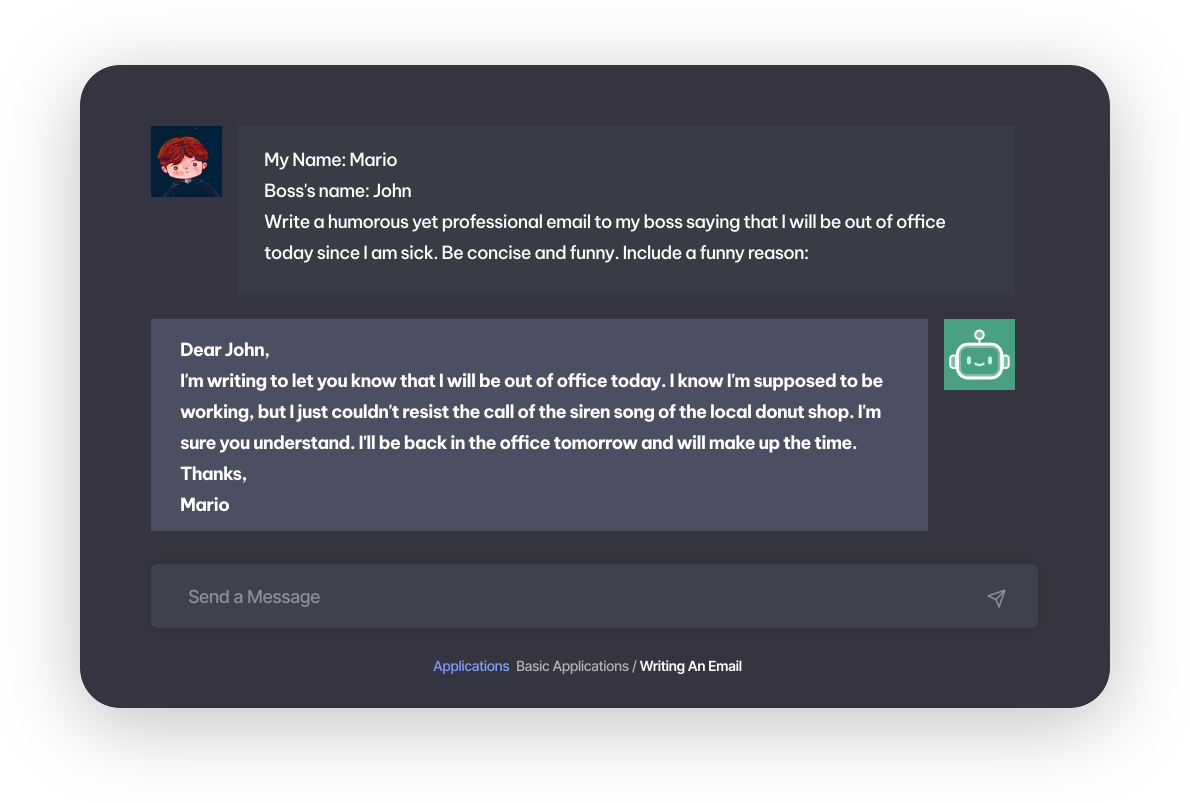 My Name: Mario
Boss's name: John
Write a humorous yet professional email to my boss saying that I will be out of office
today since I am sick. Be concise and funny. Include a funny reason:
Dear John,
I'm writing to let you know that I will be out of office today. I know I'm supposed to be
working, but I just couldn't resist the call of the siren song of the local donut shop. I'm
sure you understand. I'll be back in the office tomorrow and will make up the time.
Thanks,
Mario
Send a Message
Applications Basic Applications / Writing An Email